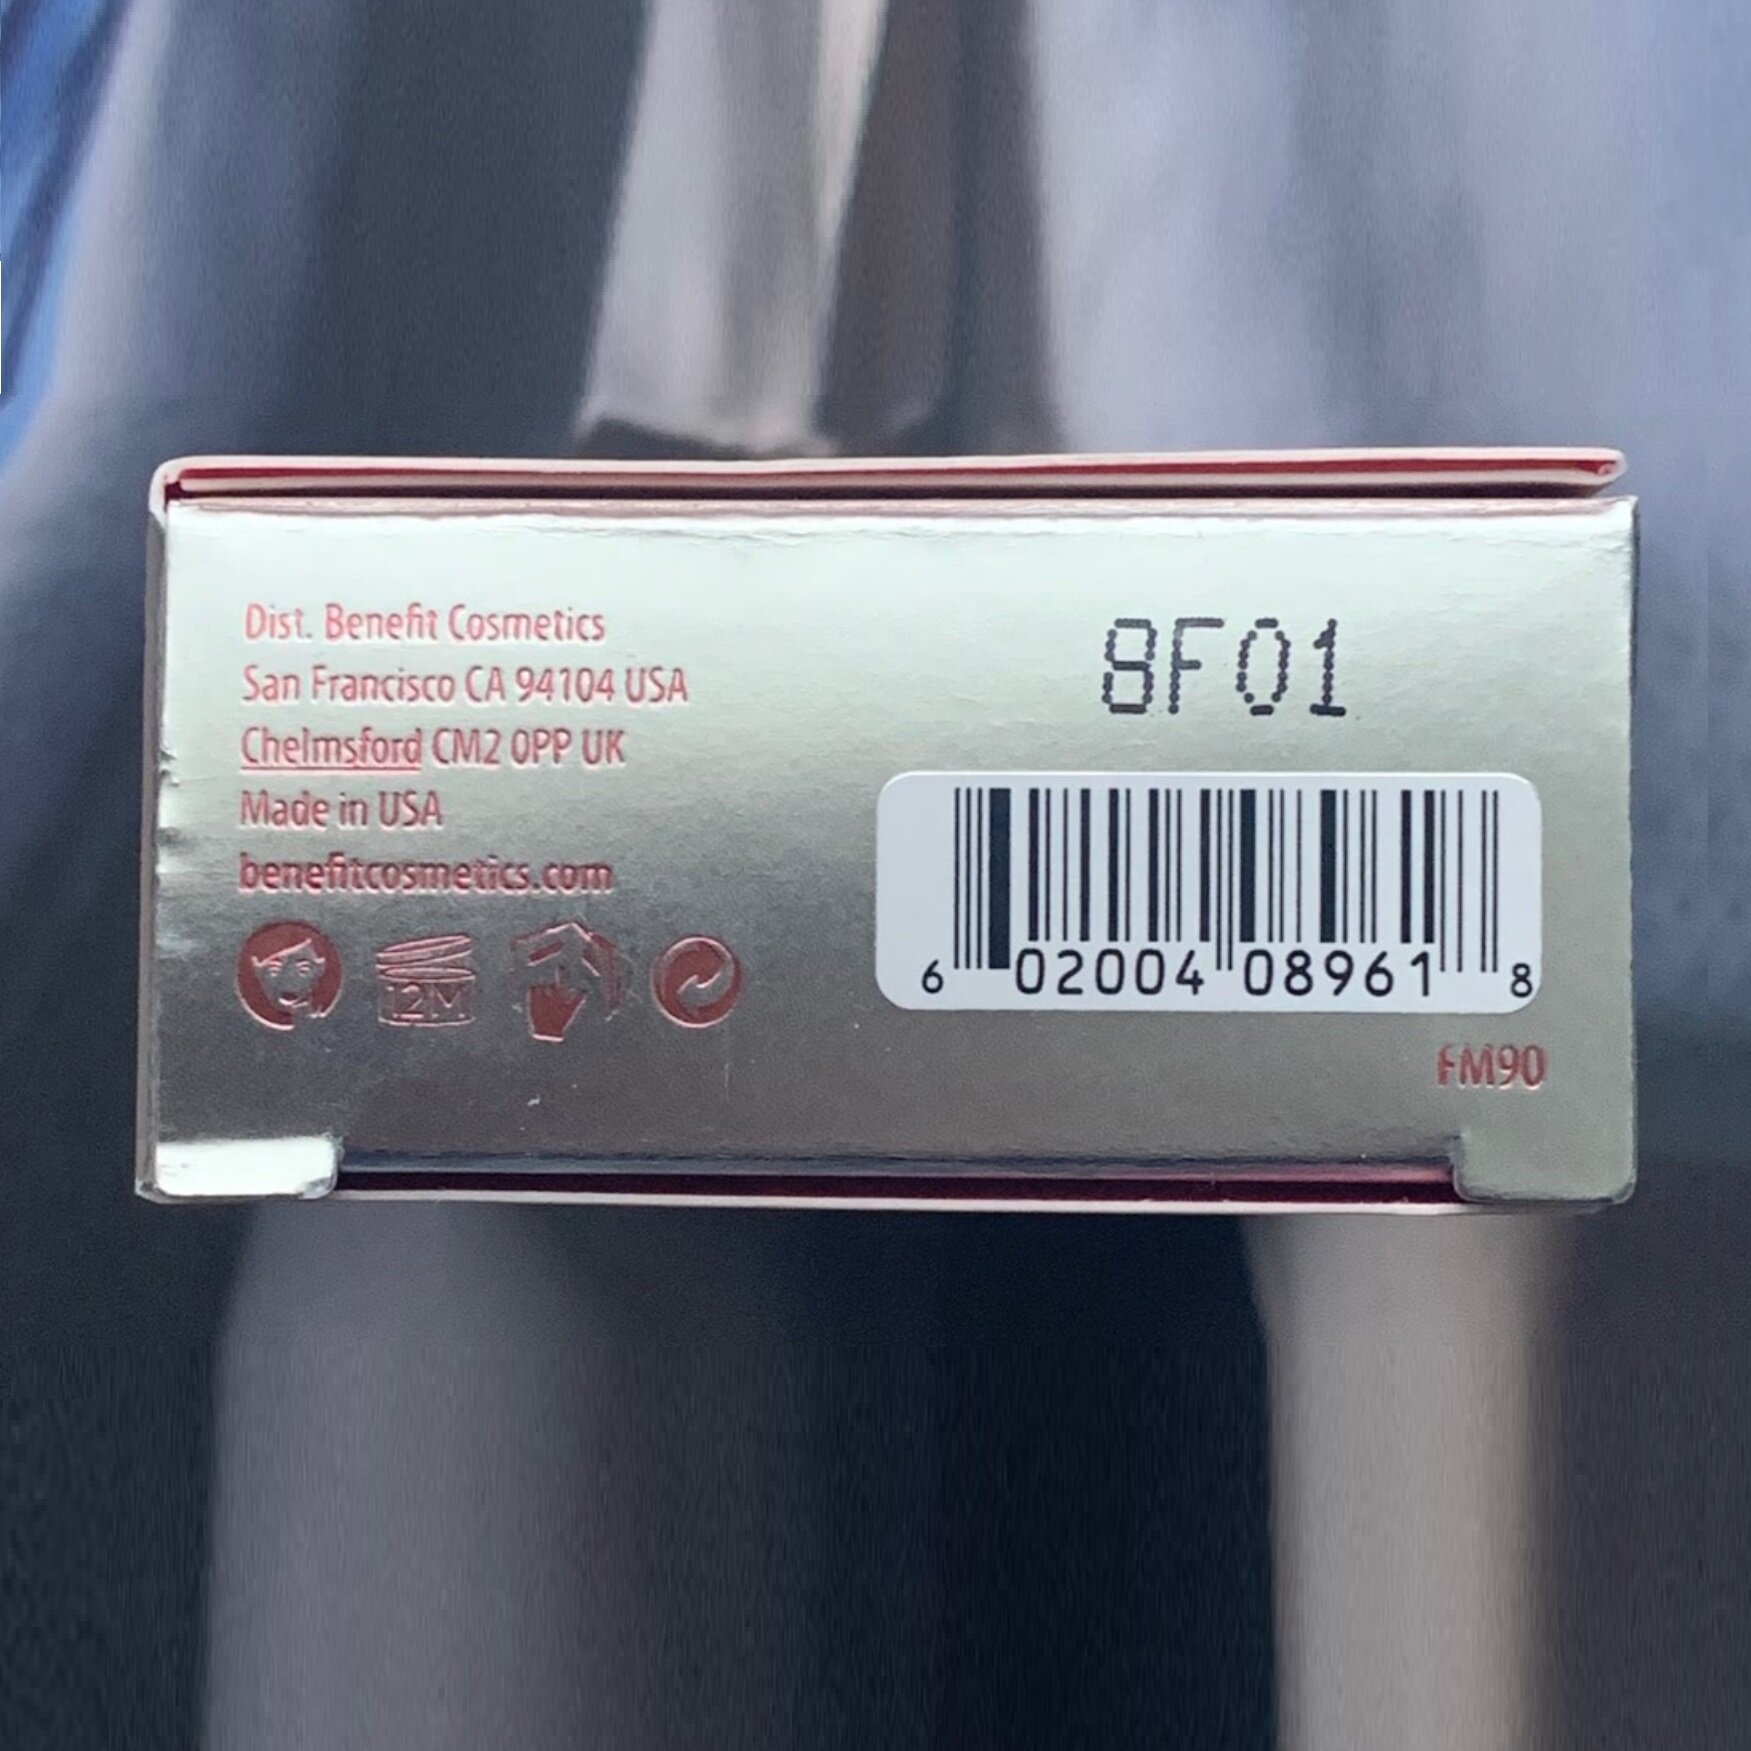 Dist. Benefit Cosmetics
San Francisco CA 94104 USA
Chelmsford CM2 0PP UK
Made in USA
benefitcosmetics.com
12M
8F01
6 02004 08961 8
FM90